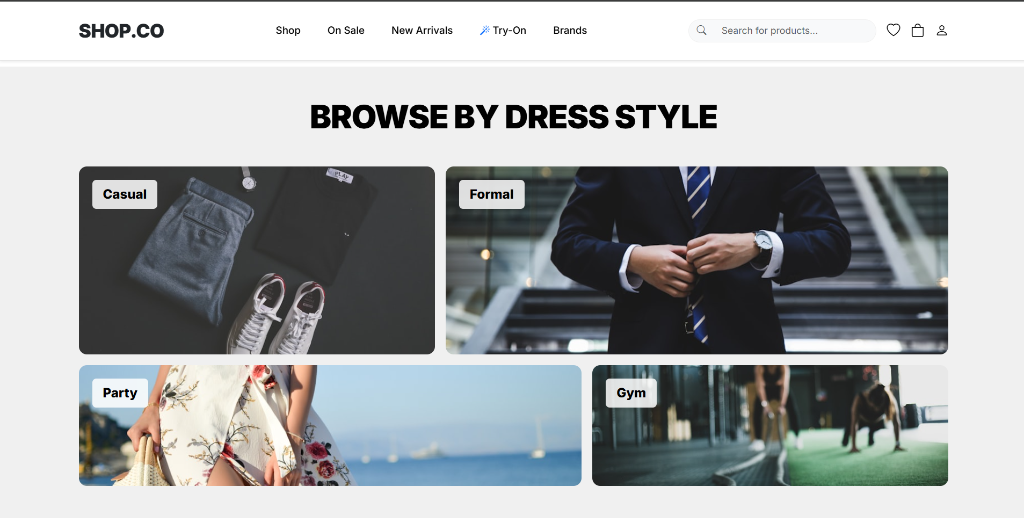 SHOP.CO
Shop On Sale New Arrivals Try-On Brands
Search for products...
BROWSE BY DRESS STYLE
Casual
Formal
Party
Gym